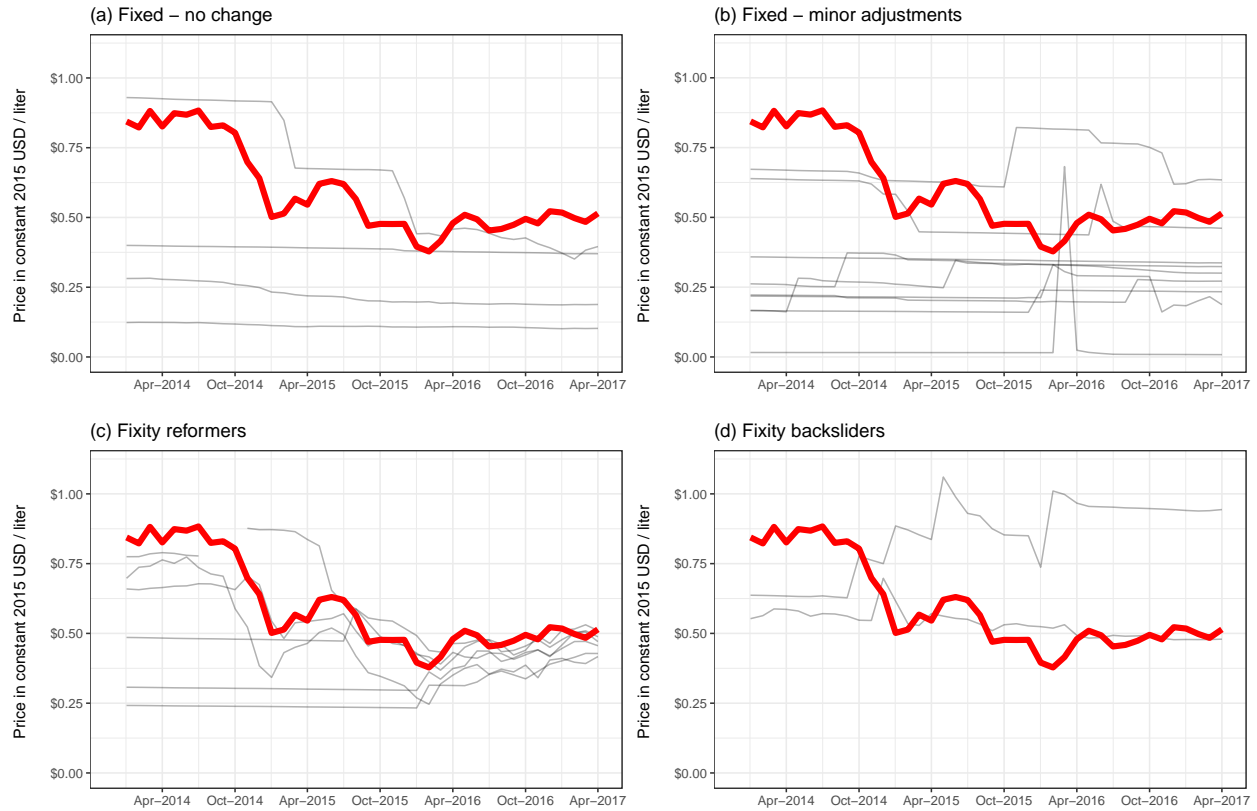 (a) Fixed – no change
(b) Fixed – minor adjustments
Price in constant 2015 USD / liter
$1.00
$0.75
$0.50
$0.25
$0.00
Apr–2014 Oct–2014 Apr–2015 Oct–2015 Apr–2016 Oct–2016 Apr–2017
Price in constant 2015 USD / liter
$1.00
$0.75
$0.50
$0.25
$0.00
Apr–2014 Oct–2014 Apr–2015 Oct–2015 Apr–2016 Oct–2016 Apr–2017
(c) Fixity reformers
(d) Fixity backsliders
Price in constant 2015 USD / liter
$1.00
$0.75
$0.50
$0.25
$0.00
Apr–2014 Oct–2014 Apr–2015 Oct–2015 Apr–2016 Oct–2016 Apr–2017
Price in constant 2015 USD / liter
$1.00
$0.75
$0.50
$0.25
$0.00
Apr–2014 Oct–2014 Apr–2015 Oct–2015 Apr–2016 Oct–2016 Apr–2017